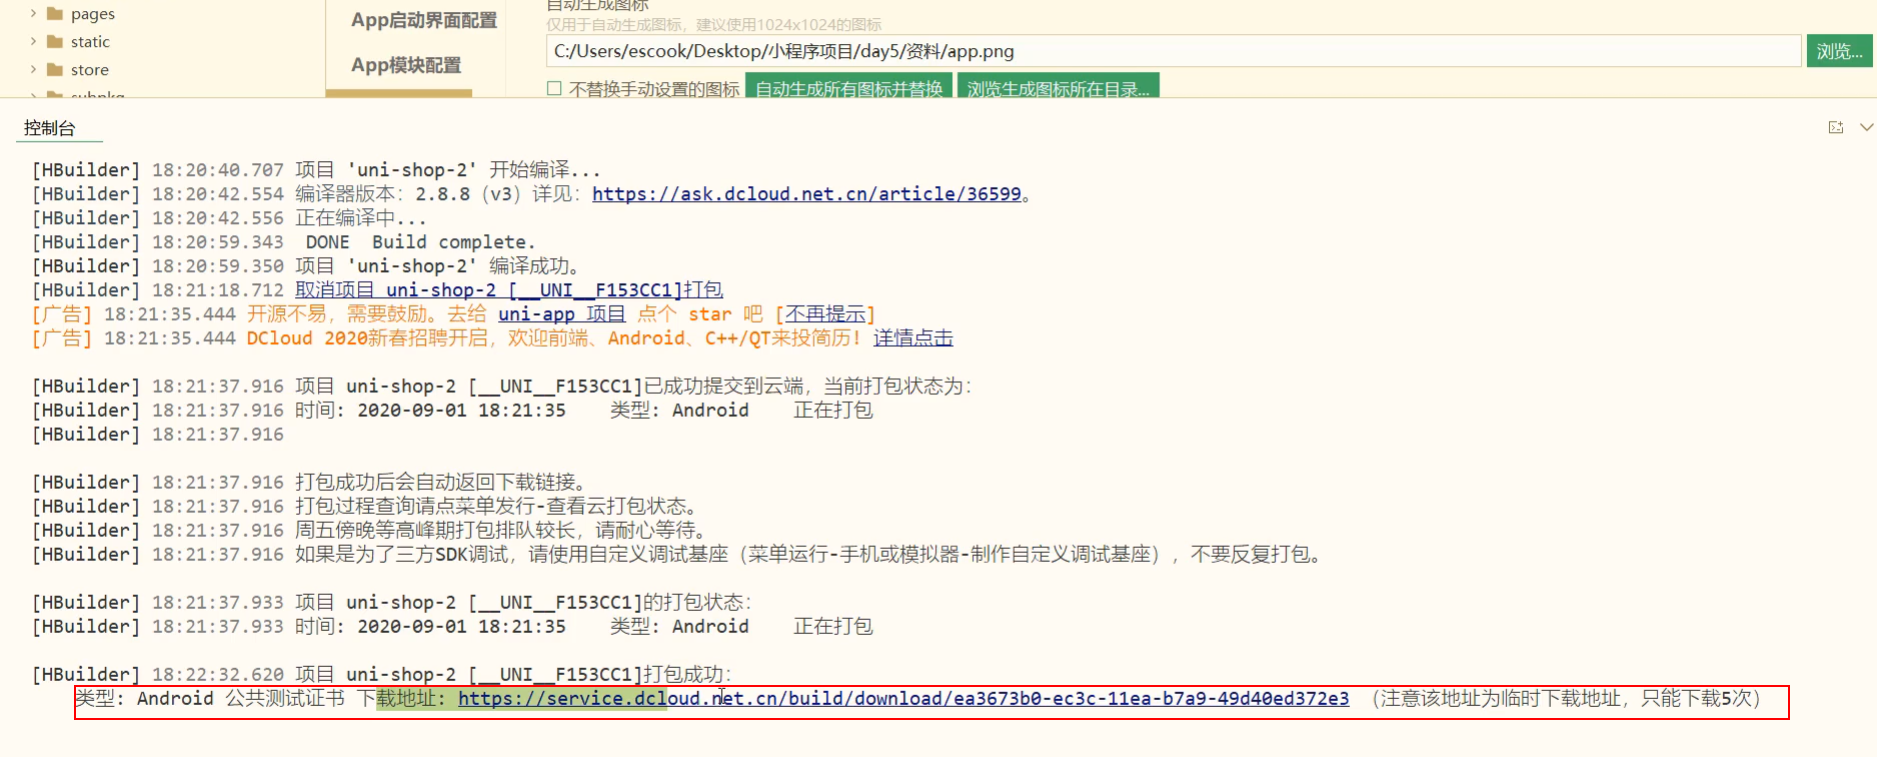 pages
static
store
subpkg
App启动界面配置
App模块配置
自动生成图标
仅用于自动生成图标，建议使用1024x1024的图标
C:/Users/escook/Desktop/小程序项目/day5/资料/app.png
浏览...
不替换手动设置的图标 自动生成所有图标并替换 浏览生成图标所在目录...
控制台
[HBuilder] 18:20:40.707 项目 'uni-shop-2' 开始编译...
[HBuilder] 18:20:42.554 编译器版本：2.8.8（v3）详见：https://ask.dcloud.net.cn/article/36599。
[HBuilder] 18:20:42.556 正在编译中...
[HBuilder] 18:20:59.343  DONE  Build complete.
[HBuilder] 18:20:59.350 项目 'uni-shop-2' 编译成功。
[HBuilder] 18:21:18.712 取消项目 uni-shop-2 [__UNI__F153CC1]打包
[广告] 18:21:35.444 开源不易，需要鼓励。去给 uni-app 项目 点个 star 吧 [不再提示]
[广告] 18:21:35.444 DCloud 2020新春招聘开启，欢迎前端、Android、C++/QT来投简历！ 详情点击
[HBuilder] 18:21:37.916 项目 uni-shop-2 [__UNI__F153CC1]已成功提交到云端，当前打包状态为：
[HBuilder] 18:21:37.916 时间: 2020-09-01 18:21:35    类型: Android    正在打包
[HBuilder] 18:21:37.916
[HBuilder] 18:21:37.916 打包成功后会自动返回下载链接。
[HBuilder] 18:21:37.916 打包过程查询请点菜单发行-查看云打包状态。
[HBuilder] 18:21:37.916 周五傍晚等高峰期打包排队较长，请耐心等待。
[HBuilder] 18:21:37.916 如果是为了三方SDK调试，请使用自定义调试基座（菜单运行-手机或模拟器-制作自定义调试基座），不要反复打包。
[HBuilder] 18:21:37.933 项目 uni-shop-2 [__UNI__F153CC1]的打包状态：
[HBuilder] 18:21:37.933 时间: 2020-09-01 18:21:35    类型: Android    正在打包
[HBuilder] 18:22:32.620 项目 uni-shop-2 [__UNI__F153CC1]打包成功：
类型: Android 公共测试证书 下载地址: https://service.dcloud.net.cn/build/download/ea3673b0-ec3c-11ea-b7a9-49d40ed372e3 （注意该地址为临时下载地址，只能下载5次）